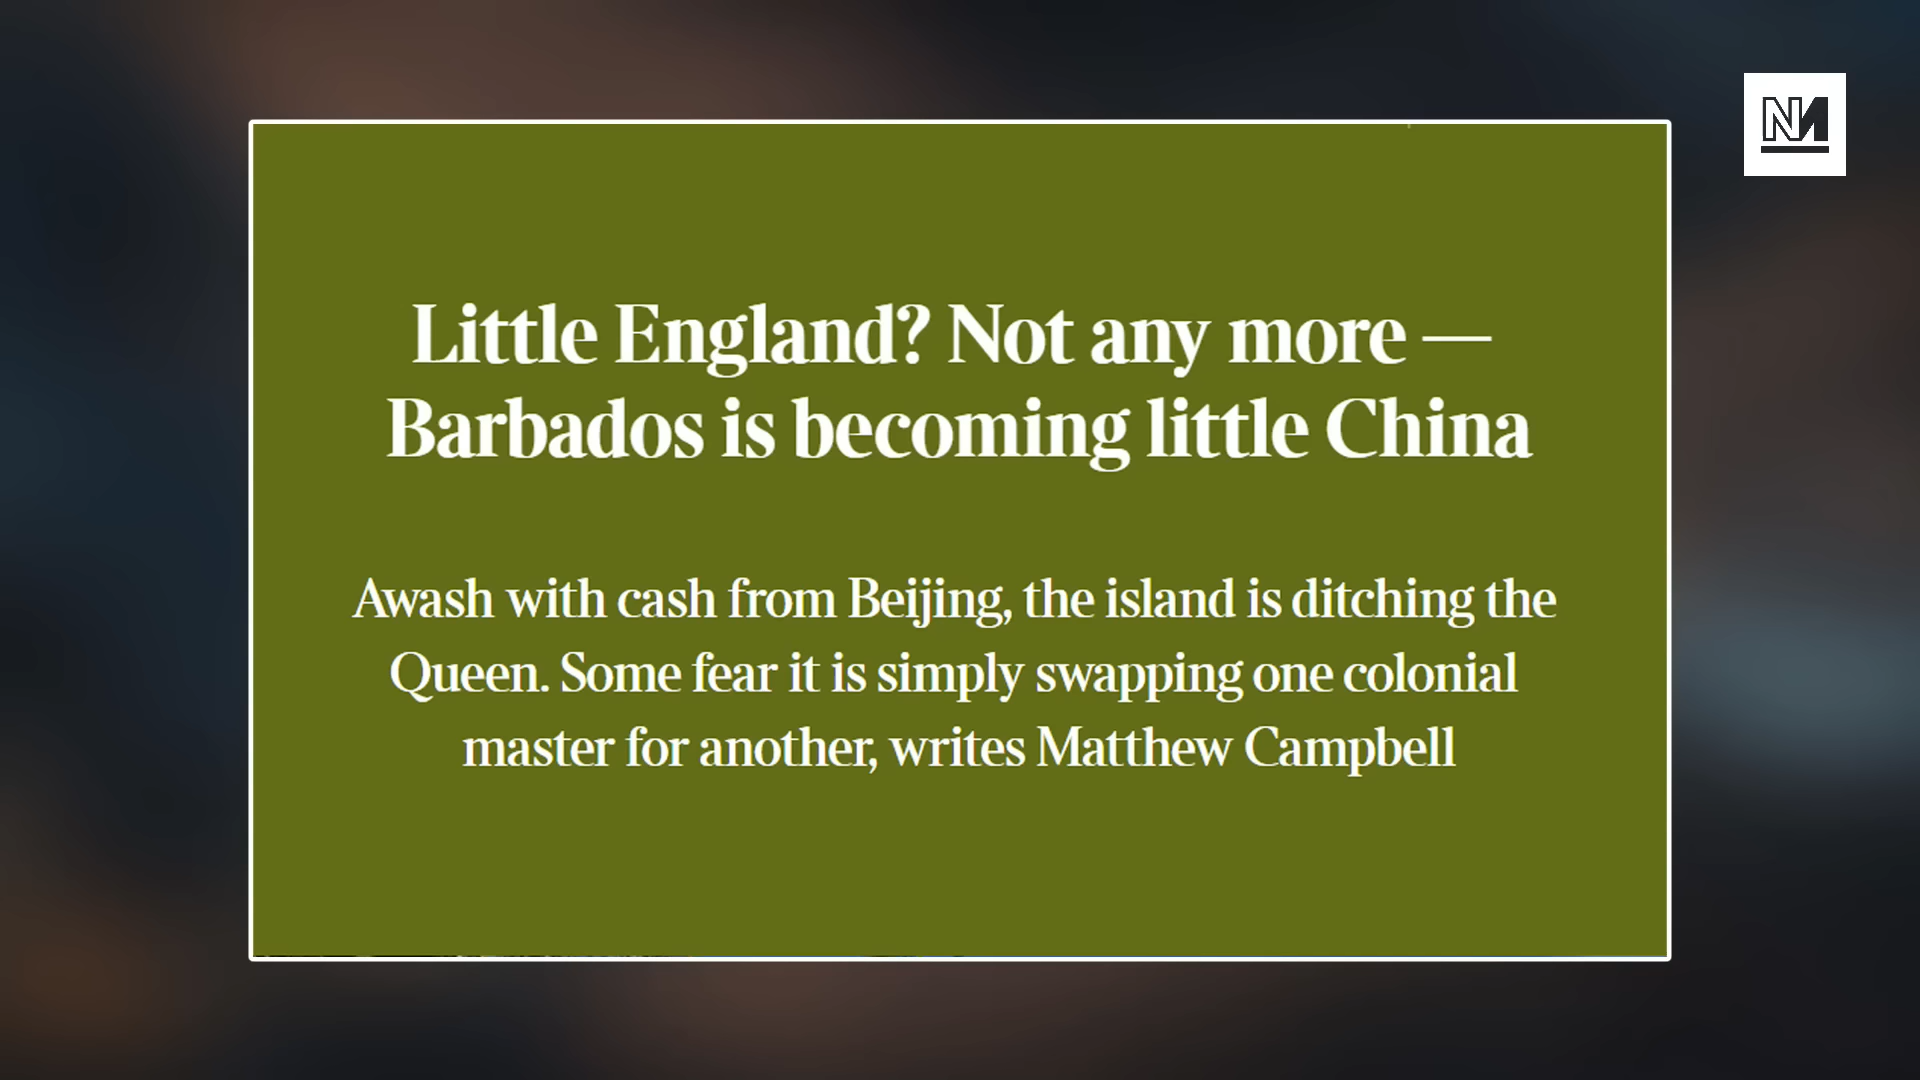 NM
Little England? Not any more —
Barbados is becoming little China
Awash with cash from Beijing, the island is ditching the
Queen. Some fear it is simply swapping one colonial
master for another, writes Matthew Campbell